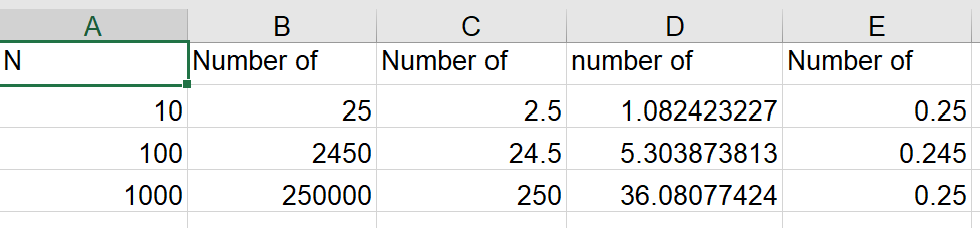 A B C D E
N Number of Number of number of Number of
10 25 2.5 1.082423227 0.25
100 2450 24.5 5.303873813 0.245
1000 250000 250 36.08077424 0.25